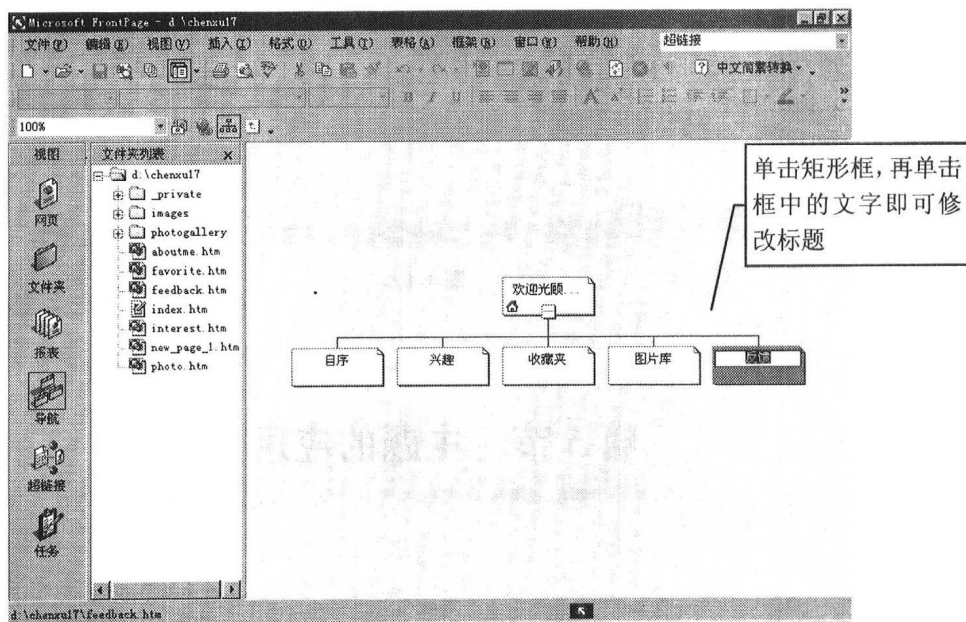 Microsoft FrontPage - d:\chenxu17
文件(F) 编辑(E) 视图(V) 插入(I) 格式(O) 工具(T) 表格(A) 框架(R) 窗口(W) 帮助(H) 超链接
中文简繁转换
B I U
100%
视图
网页
文件夹
报表
导航
超链接
任务
文件夹列表
d:\chenxu17
_private
images
photogallery
aboutme.htm
favorite.htm
feedback.htm
index.htm
interest.htm
new_page_1.htm
photo.htm
欢迎光顾...
自序 兴趣 收藏夹 图片库 反馈
单击矩形框，再单击
框中的文字即可修
改标题
d:\chenxu17\feedback.htm